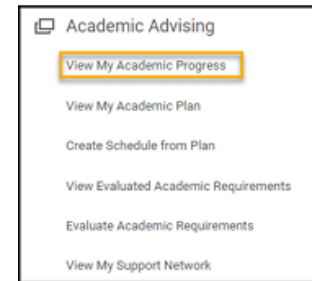 Academic Advising
View My Academic Progress
View My Academic Plan
Create Schedule from Plan
View Evaluated Academic Requirements
Evaluate Academic Requirements
View My Support Network